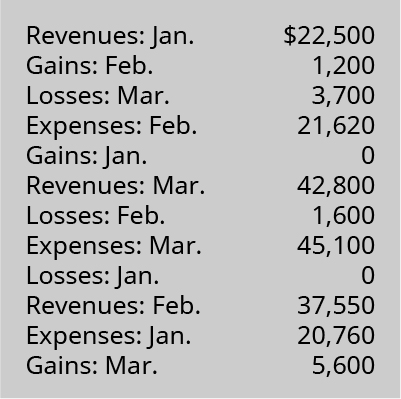 Revenues: Jan. $22,500
Gains: Feb. 1,200
Losses: Mar. 3,700
Expenses: Feb. 21,620
Gains: Jan. 0
Revenues: Mar. 42,800
Losses: Feb. 1,600
Expenses: Mar. 45,100
Losses: Jan. 0
Revenues: Feb. 37,550
Expenses: Jan. 20,760
Gains: Mar. 5,600